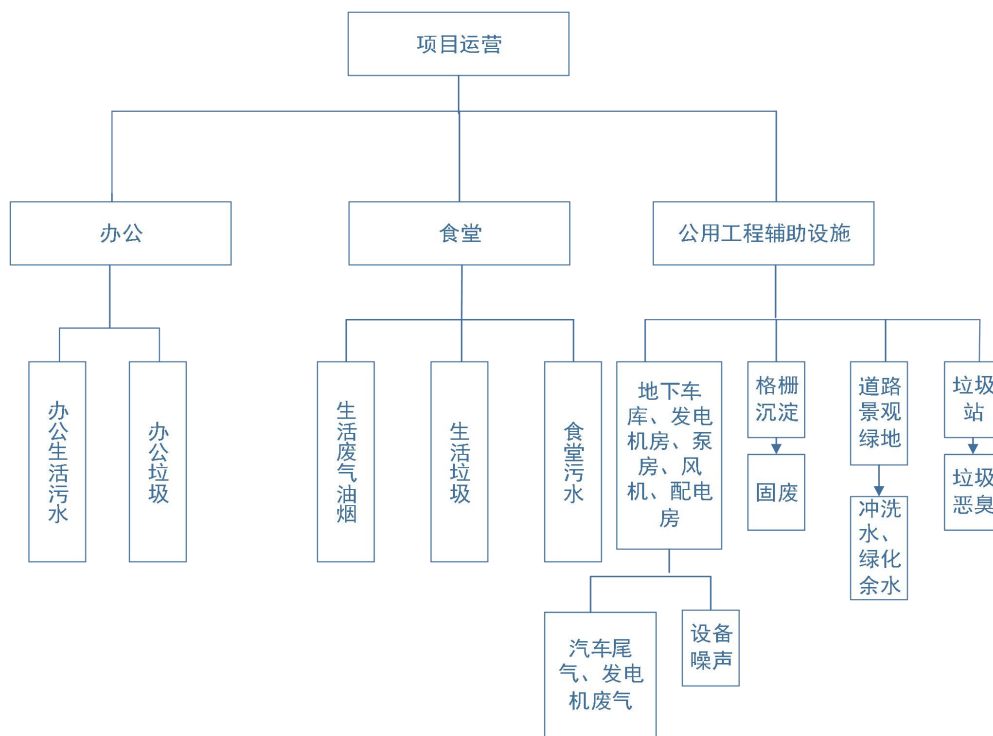 项目运营
办公
食堂
公用工程辅助设施
办公生活污水
办公垃圾
生活废气油烟
生活垃圾
食堂污水
地下车
库、发电
机房、泵
房、风
机、配电
房
格栅
沉淀
道路
景观
绿地
垃圾
站
固废
垃圾
恶臭
冲洗
水、
绿化
余水
汽车尾
气、发电
机废气
设备
噪声